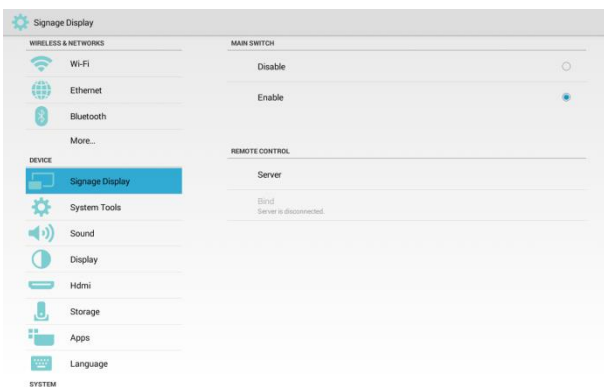 Signage Display
WIRELESS & NETWORKS
Wi-Fi
Ethernet
Bluetooth
More...
DEVICE
Signage Display
System Tools
Sound
Display
Hdmi
Storage
Apps
Language
SYSTEM
MAIN SWITCH
Disable
Enable
REMOTE CONTROL
Server
Bind
Server is disconnected.